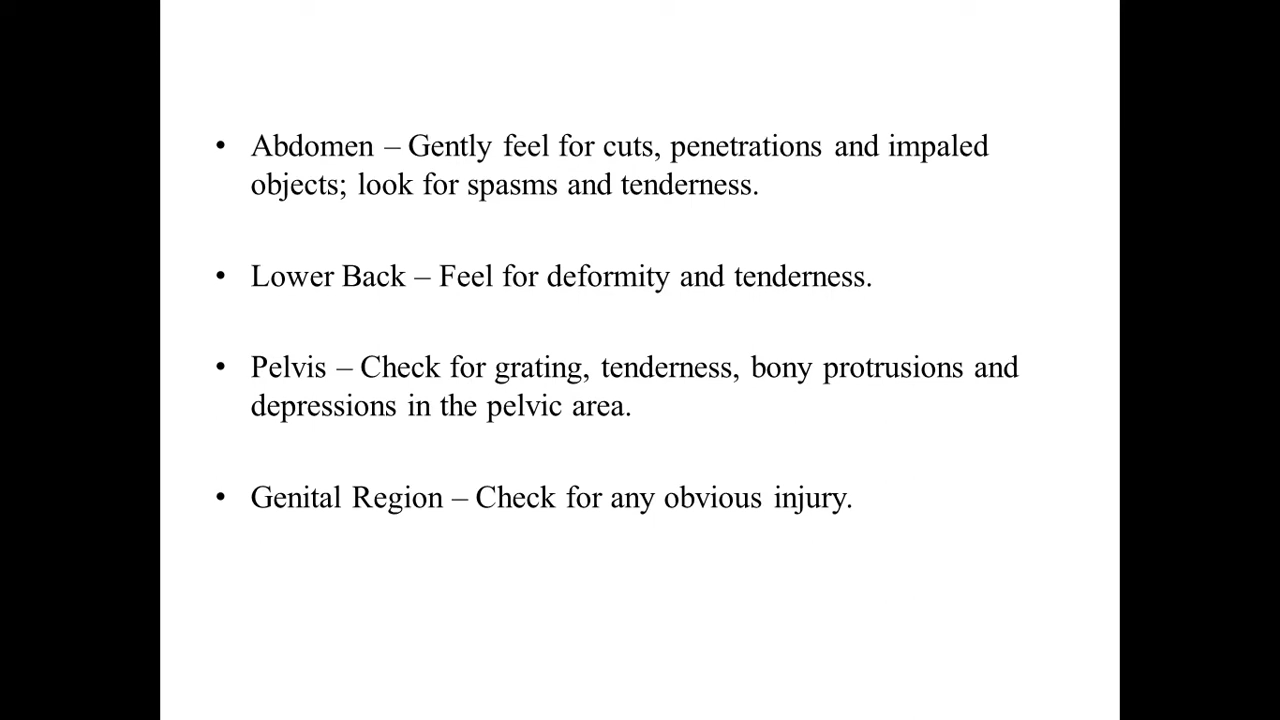 • Abdomen – Gently feel for cuts, penetrations and impaled
objects; look for spasms and tenderness.
• Lower Back – Feel for deformity and tenderness.
• Pelvis – Check for grating, tenderness, bony protrusions and
depressions in the pelvic area.
• Genital Region – Check for any obvious injury.